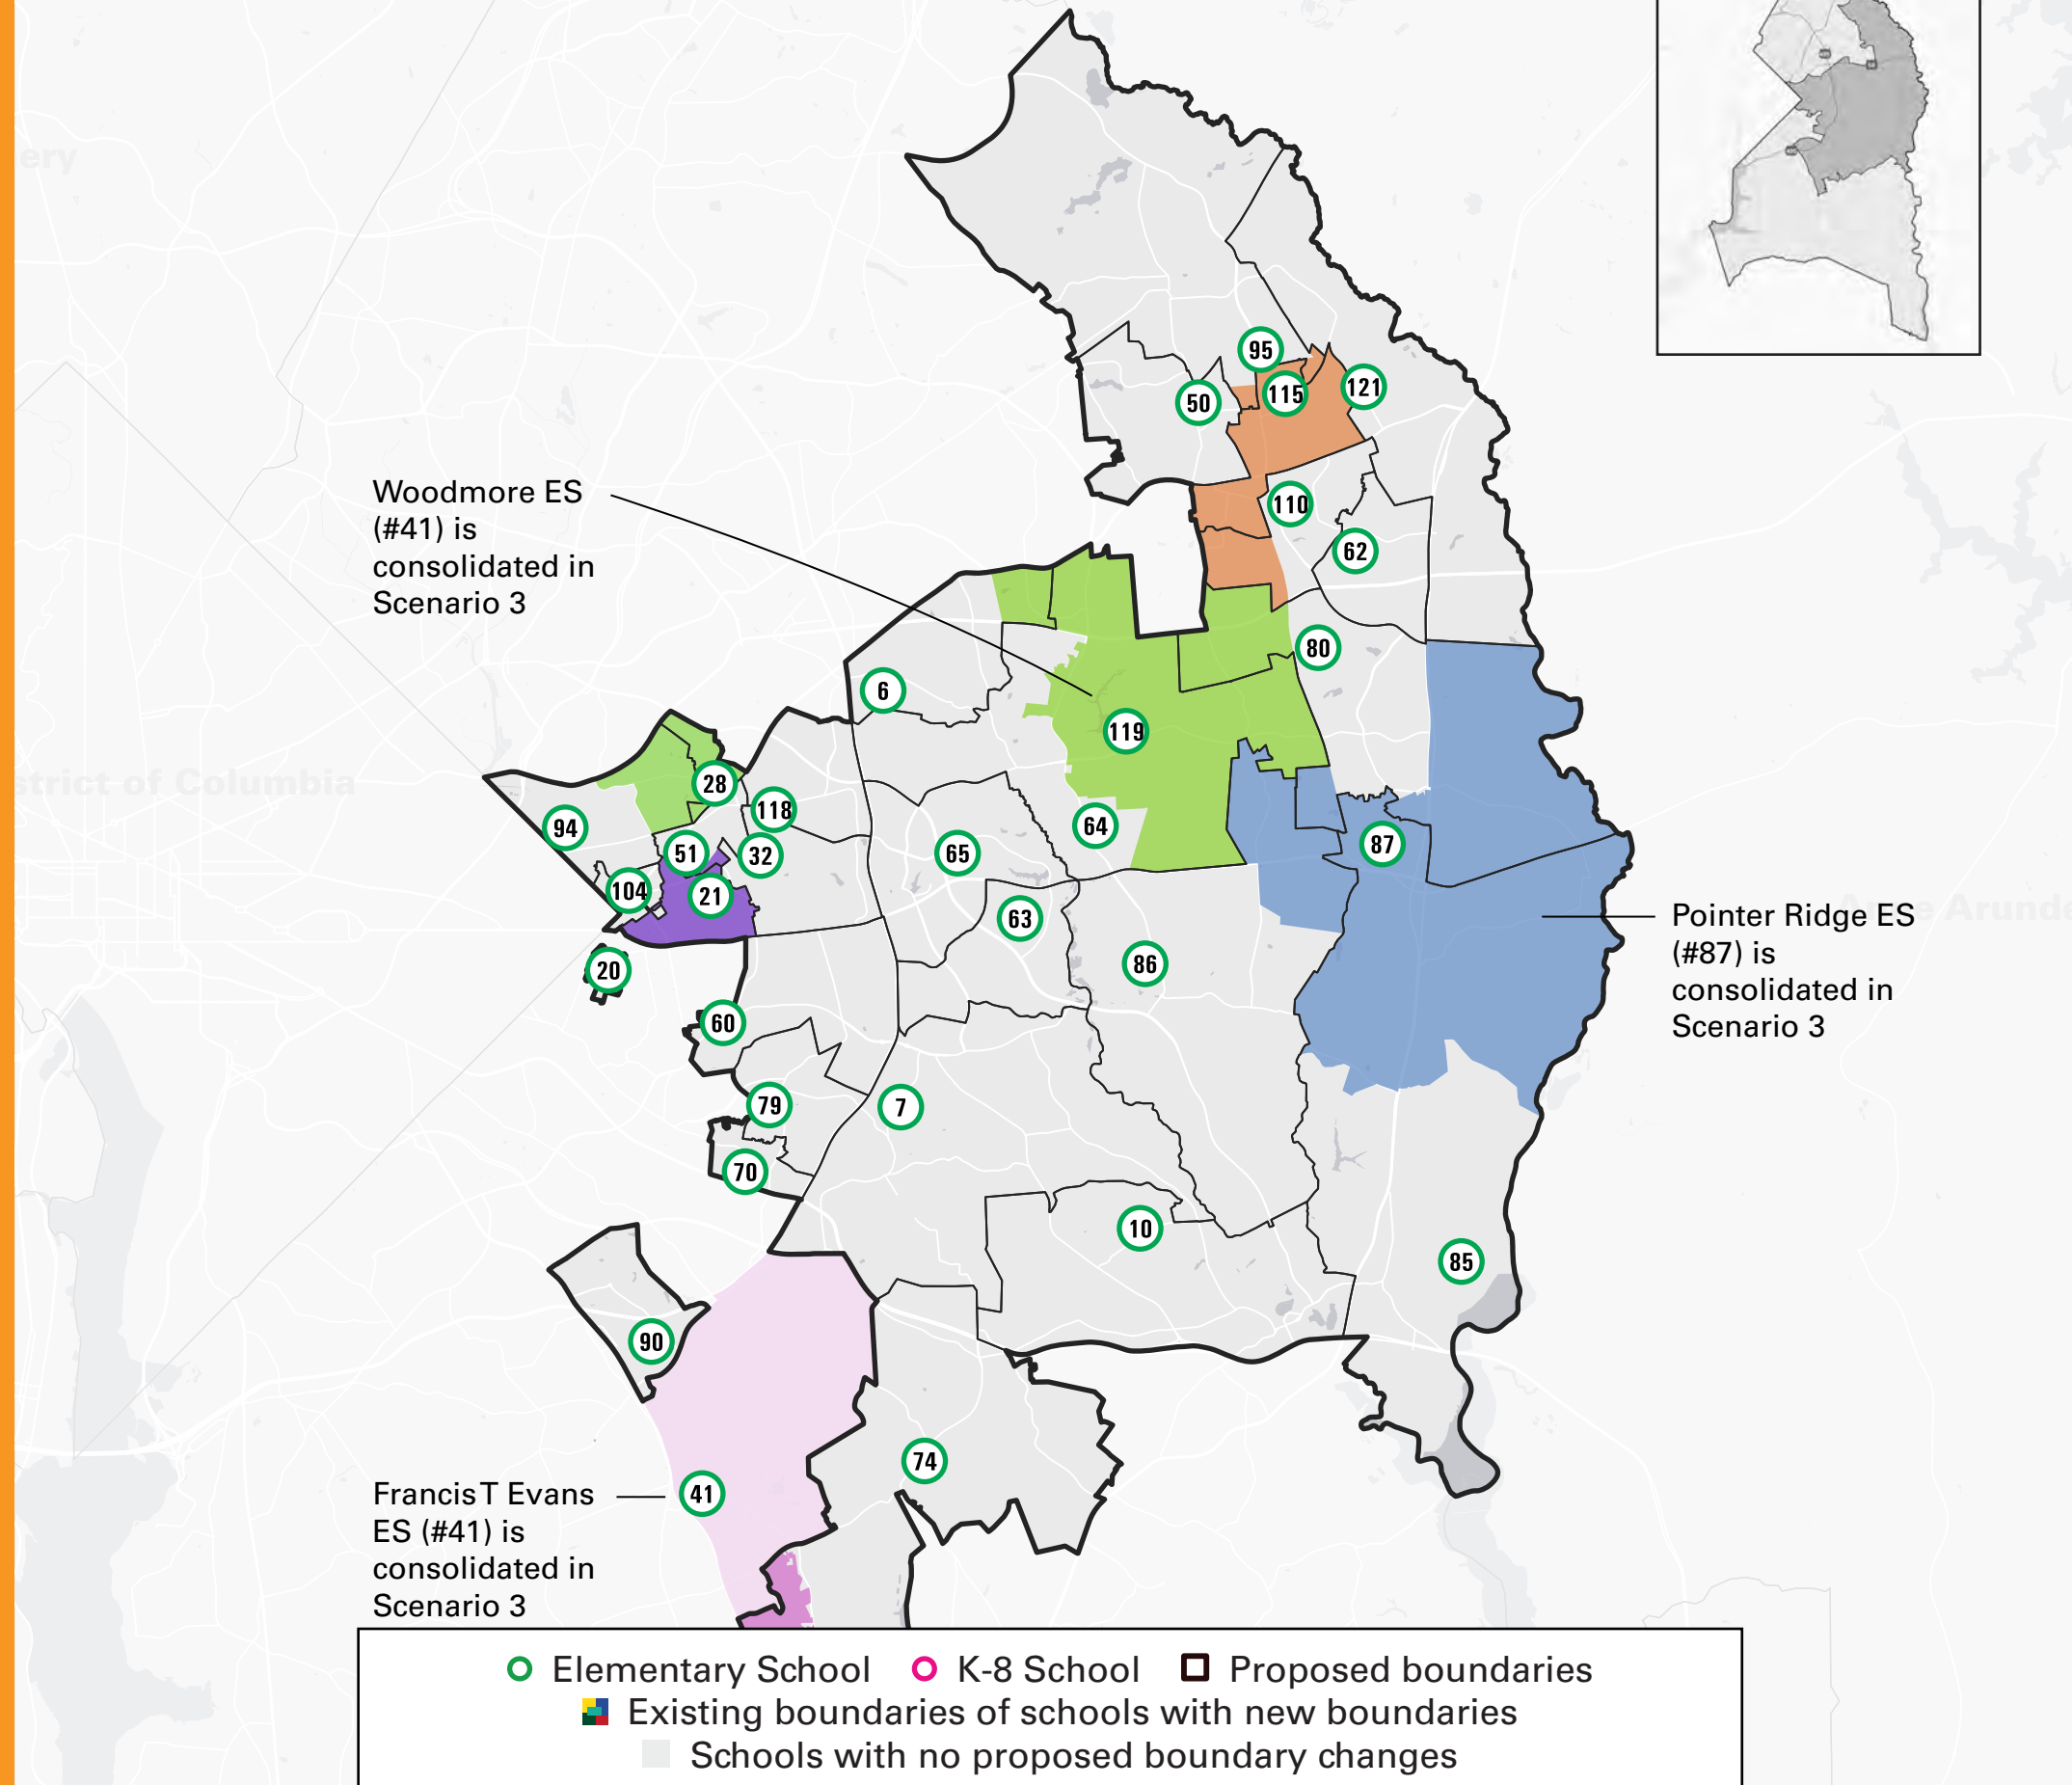 ery
95
50
115
121
Woodmore ES
(#41) is
consolidated in
Scenario 3
110
62
80
6
119
strict of Columbia
28
118
94
64
51
32
65
87
104
21
63
Pointer Ridge ES
(#87) is
consolidated in
Scenario 3
20
86
60
79
7
70
10
85
90
74
41
Francis T Evans
ES (#41) is
consolidated in
Scenario 3
Elementary School K-8 School Proposed boundaries
Existing boundaries of schools with new boundaries
Schools with no proposed boundary changes